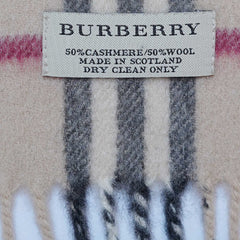 BURBERRY
50%CASHMERE/50%WOOL
MADE IN SCOTLAND
DRY CLEAN ONLY